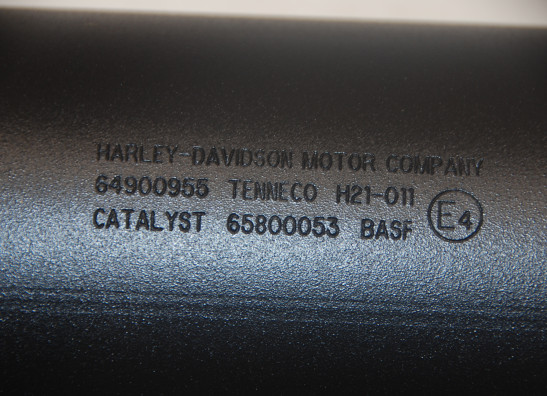 HARLEY-DAVIDSON MOTOR COMPANY
64900955 TENNECO H21-011
CATALYST 65800053 BASF E4